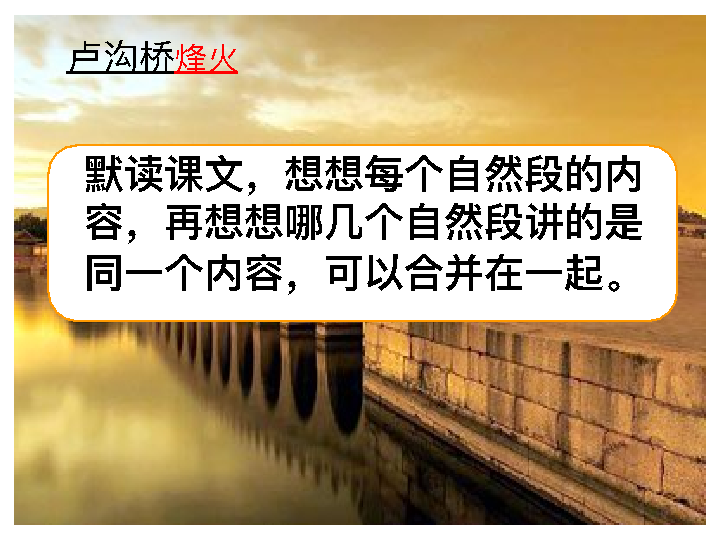 卢沟桥烽火
默读课文，想想每个自然段的内
容，再想想哪几个自然段讲的是
同一个内容，可以合并在一起。